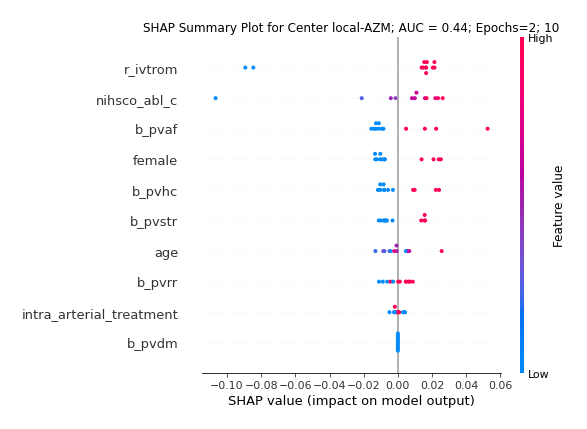 SHAP Summary Plot for Center local-AZM; AUC = 0.44; Epochs=2; 10
High
r_ivtrom
nihsco_abl_c
b_pvaf
female
b_pvhc
b_pvstr
age
b_pvrr
intra_arterial_treatment
b_pvdm
Feature value
Low
−0.10 −0.08 −0.06 −0.04 −0.02 0.00 0.02 0.04 0.06
SHAP value (impact on model output)